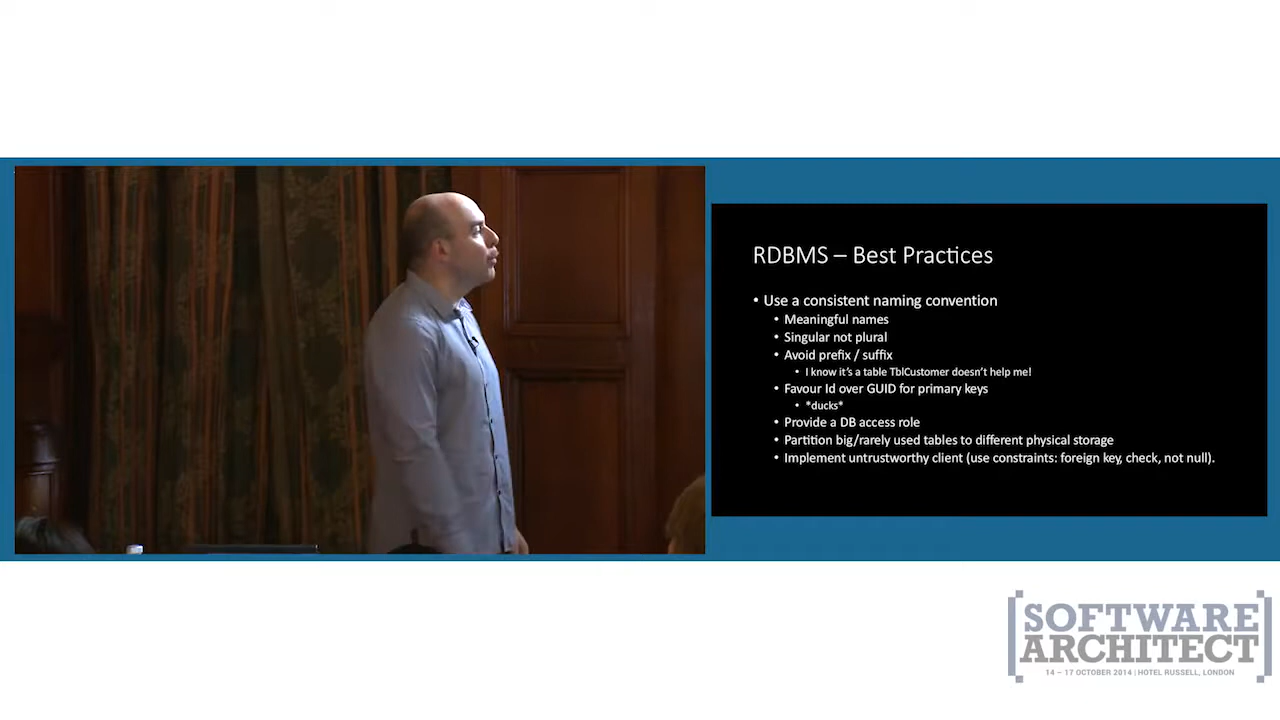 RDBMS – Best Practices
• Use a consistent naming convention
• Meaningful names
• Singular not plural
• Avoid prefix / suffix
• I know it's a table TblCustomer doesn't help me!
• Favour Id over GUID for primary keys
• *ducks*
• Provide a DB access role
• Partition big/rarely used tables to different physical storage
• Implement untrustworthy client (use constraints: foreign key, check, not null).
[SOFTWARE
ARCHITECT]
14 – 17 OCTOBER 2014 | HOTEL RUSSELL, LONDON